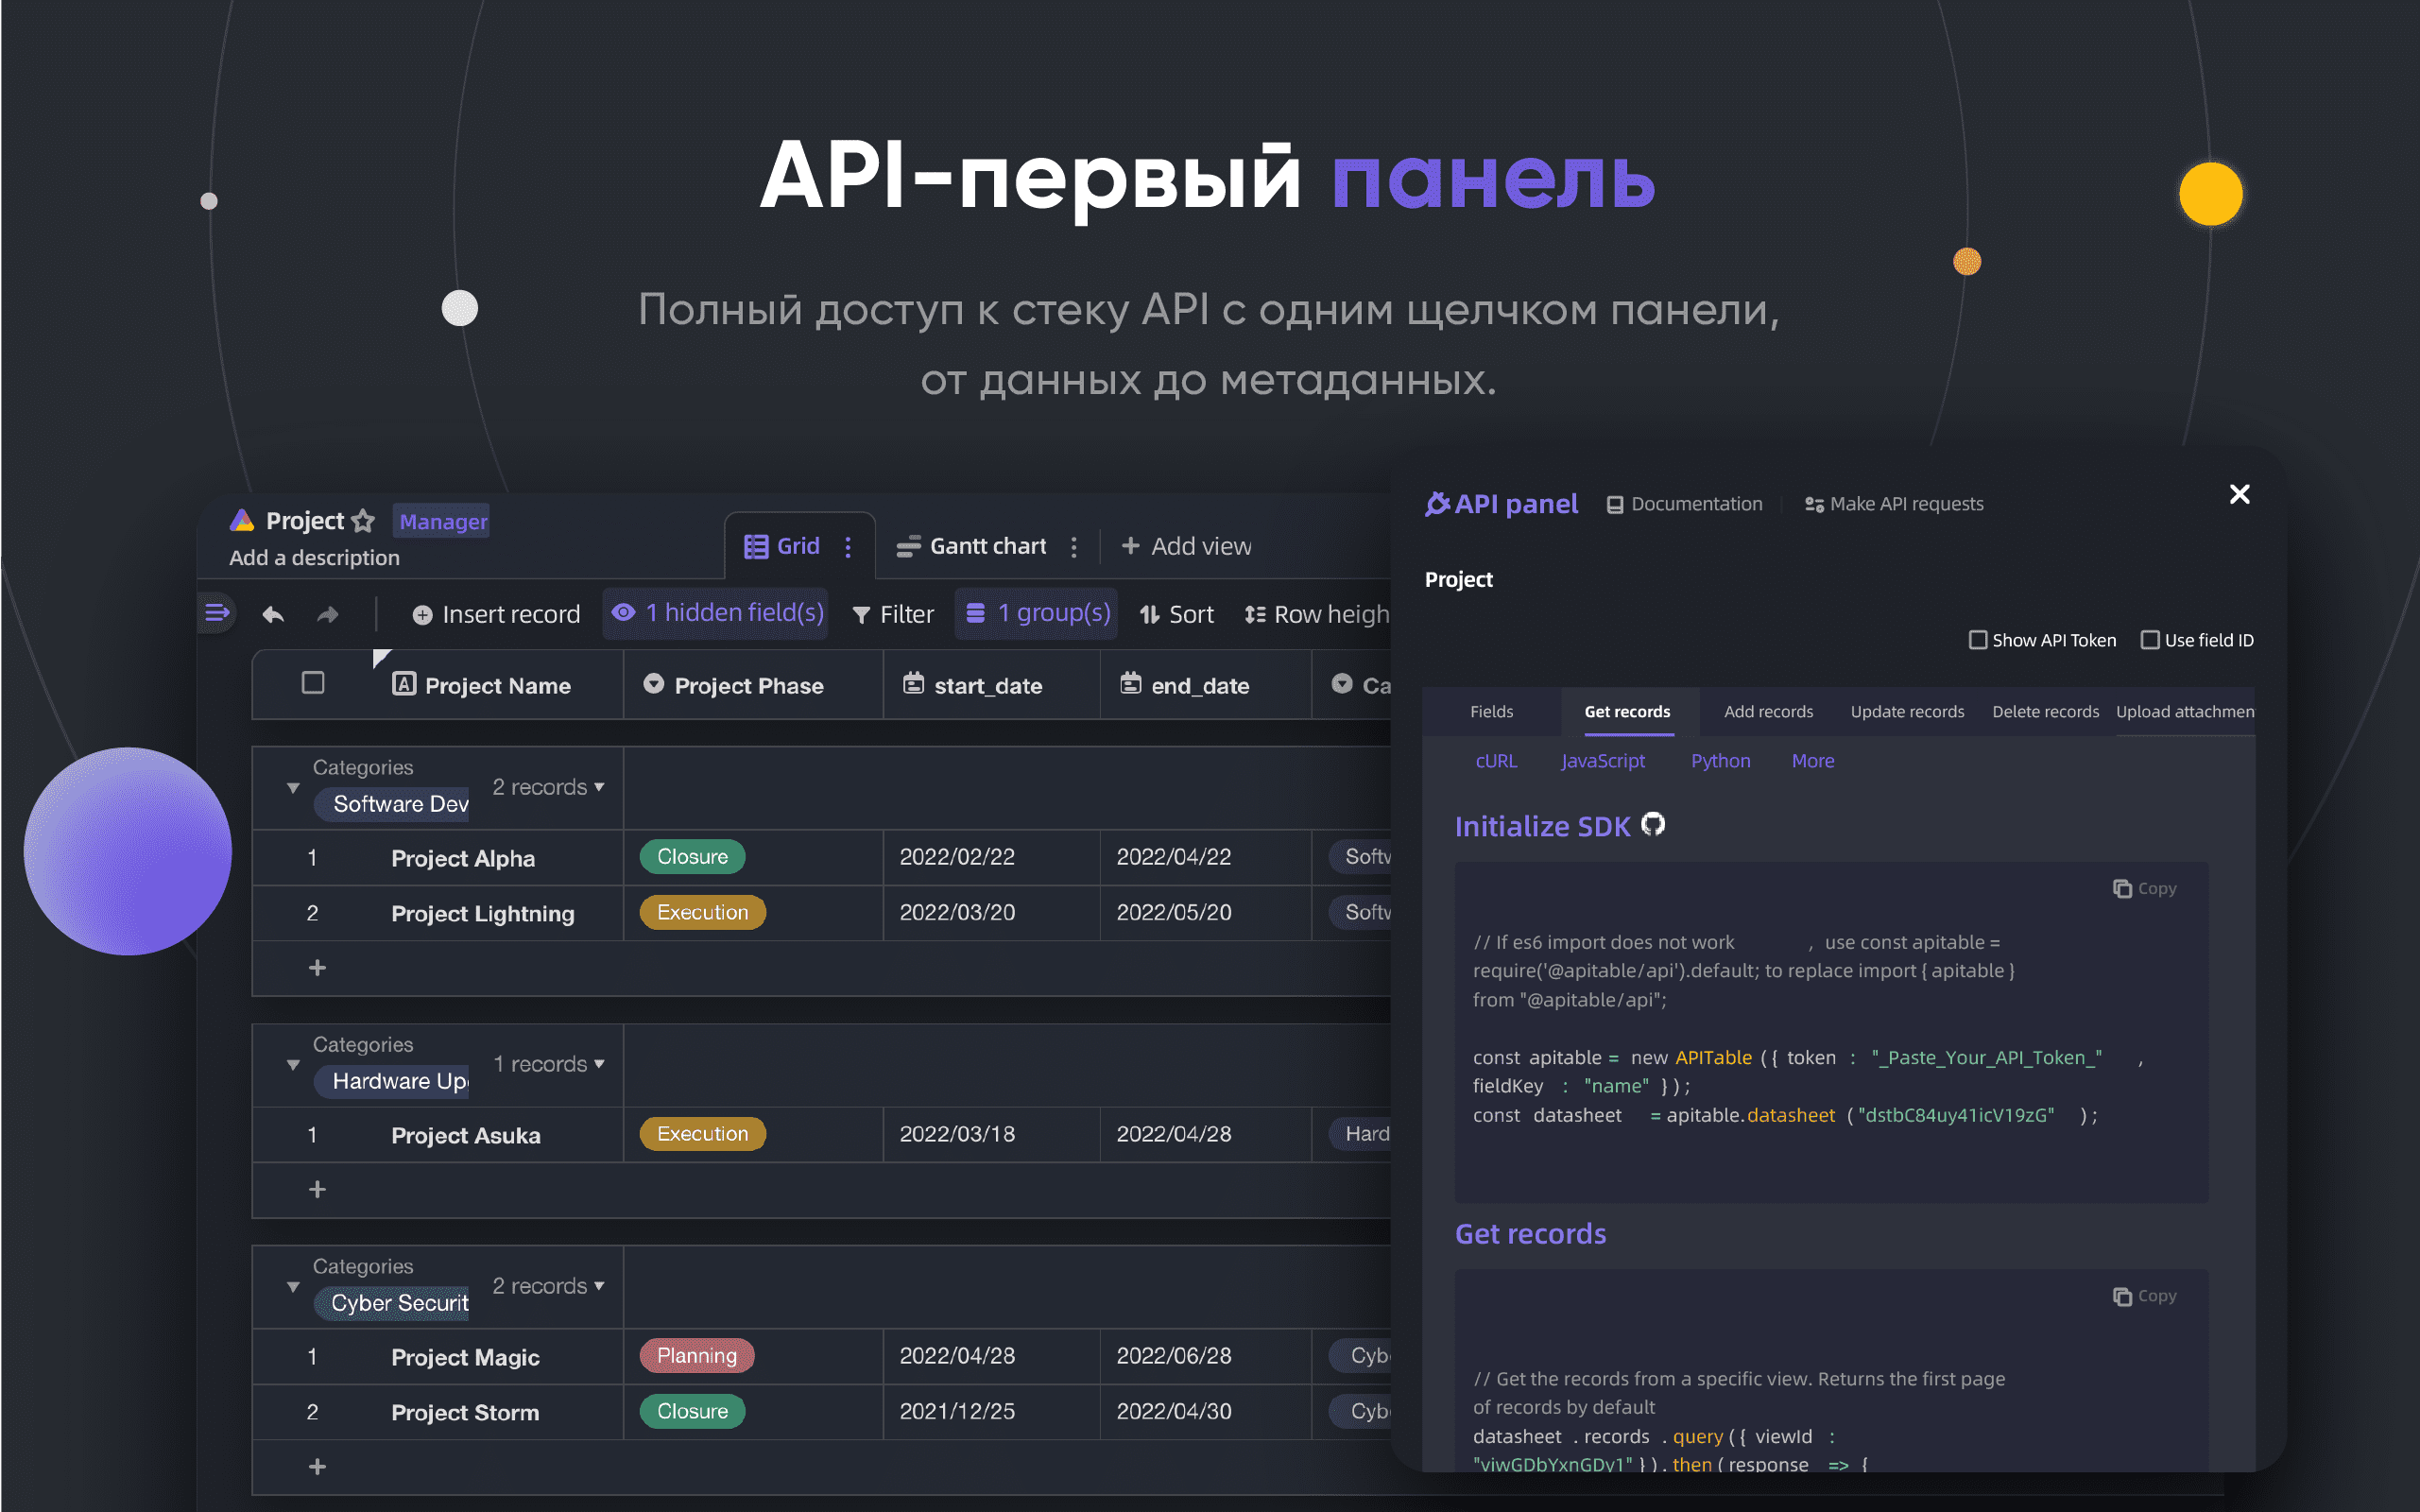 API-первый панель
Полный доступ к стеку API с одним щелчком панели,
от данных до метаданных.
Project Manager
Add a description
Grid
Gantt chart
Add view
Insert record
1 hidden field(s)
Filter
1 group(s)
Sort
Row heigh
Project Name
Project Phase
start_date
end_date
Ca
Categories
Software Dev
2 records
1 Project Alpha Closure 2022/02/22 2022/04/22 Softw
2 Project Lightning Execution 2022/03/20 2022/05/20 Softw
+
Categories
Hardware Up
1 records
1 Project Asuka Execution 2022/03/18 2022/04/28 Hard
+
Categories
Cyber Securit
2 records
1 Project Magic Planning 2022/04/28 2022/06/28 Cyb
2 Project Storm Closure 2021/12/25 2022/04/30 Cyb
+
API panel
Documentation
Make API requests
Project
Show API Token
Use field ID
Fields
Get records
Add records
Update records
Delete records
Upload attachmen
cURL
JavaScript
Python
More
Initialize SDK
Copy
// If es6 import does not work , use const apitable =
require('@apitable/api').default; to replace import { apitable }
from "@apitable/api";
const apitable = new APITable ({ token : "_Paste_Your_API_Token_" ,
fieldKey : "name" });
const datasheet = apitable.datasheet ("dstbC84uy41icV19zG" );
Get records
Copy
// Get the records from a specific view. Returns the first page
of records by default
datasheet . records . query ({ viewId :
"viwGDbYxnGDy1" }). then ( response => {